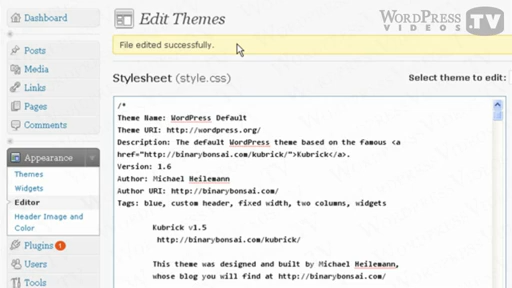 Dashboard
Posts
Media
Links
Pages
Comments
Appearance
Themes
Widgets
Editor
Header Image and
Color
Plugins 1
Users
Tools
Edit Themes
WORDPRESS
VIDEOS
.TV
File edited successfully.
Stylesheet (style.css)
Select theme to edit:
/*
Theme Name: WordPress Default
Theme URI: http://wordpress.org/
Description: The default WordPress theme based on the famous <a
href="http://binarybonsai.com/kubrick/">Kubrick</a>.
Version: 1.6
Author: Michael Heilemann
Author URI: http://binarybonsai.com/
Tags: blue, custom header, fixed width, two columns, widgets
Kubrick v1.5
http://binarybonsai.com/kubrick/
This theme was designed and built by Michael Heilemann,
whose blog you will find at http://binarybonsai.com/